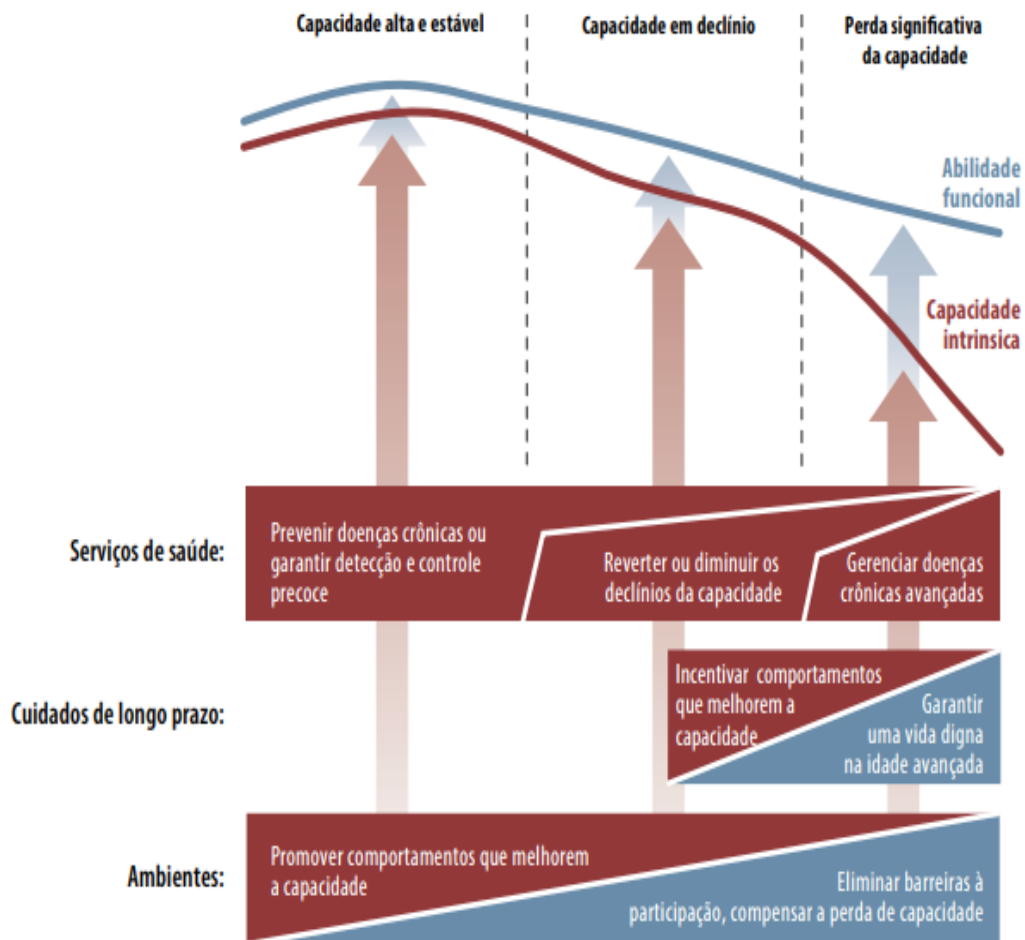 Capacidade alta e estável
Capacidade em declínio
Perda significativa
da capacidade
Abilidade
funcional
Capacidade
intrinsica
Serviços de saúde:
Prevenir doenças crônicas ou
garantir detecção e controle
precoce
Reverter ou diminuir os
declínios da capacidade
Gerenciar doenças
crônicas avançadas
Cuidados de longo prazo:
Incentivar comportamentos
que melhorem a
capacidade
Garantir
uma vida digna
na idade avançada
Ambientes:
Promover comportamentos que melhorem
a capacidade
Eliminar barreiras à
participação, compensar a perda de capacidade